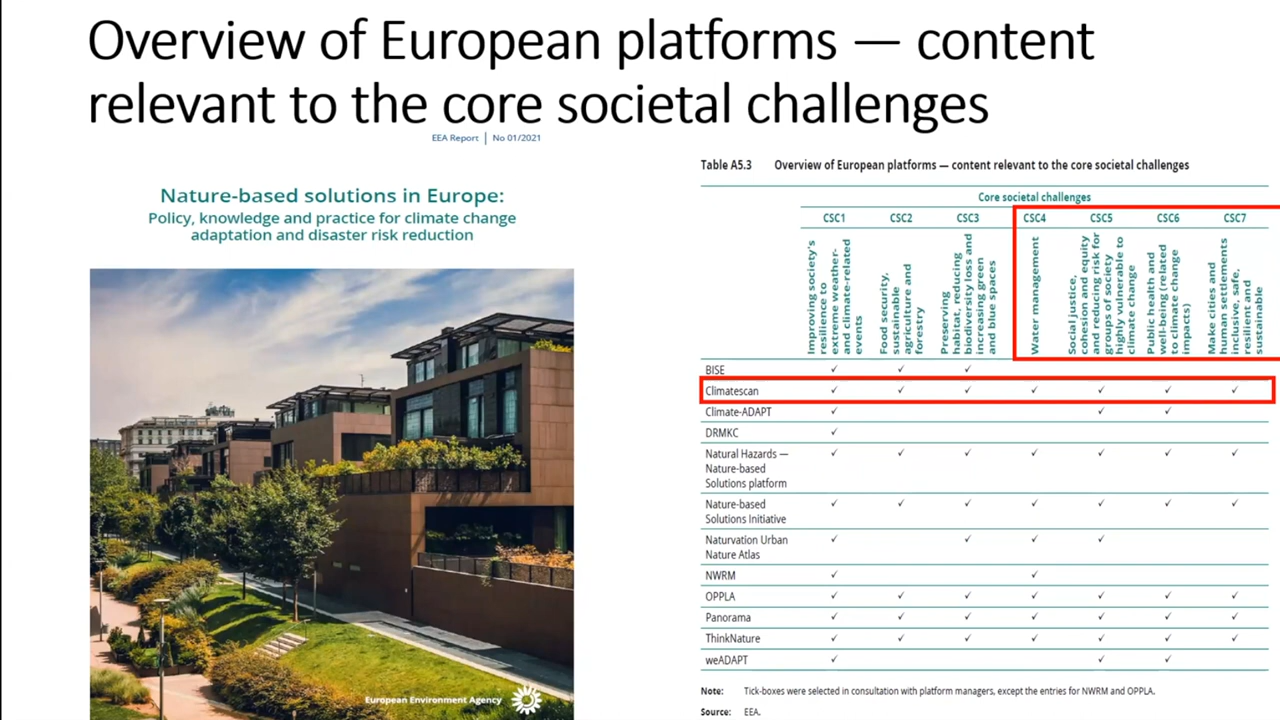 Overview of European platforms — content
relevant to the core societal challenges
EEA Report | No 01/2021
Nature-based solutions in Europe:
Policy, knowledge and practice for climate change
adaptation and disaster risk reduction
European Environment Agency
Table A5.3 Overview of European platforms — content relevant to the core societal challenges
Core societal challenges
CSC1 CSC2 CSC3 CSC4 CSC5 CSC6 CSC7
Improving society's
resilience to
extreme weather-
and climate-related
events
Food security,
sustainable
agriculture and
forestry
Preserving
habitat, reducing
biodiversity loss and
increasing green
and blue spaces
Water management
Social justice,
cohesion and equity
and reducing risk for
groups of society
highly vulnerable to
climate change
Public health and
well-being (related
to climate change
impacts)
Make cities and
human settlements
inclusive, safe,
resilient and
sustainable
BISE ✓ ✓ ✓
Climatescan ✓ ✓ ✓ ✓ ✓ ✓ ✓
Climate-ADAPT ✓ ✓ ✓
DRMKC ✓
Natural Hazards — ✓ ✓ ✓ ✓ ✓ ✓ ✓
Nature-based
Solutions platform
Nature-based ✓ ✓ ✓ ✓ ✓ ✓ ✓
Solutions Initiative
Naturvation Urban ✓ ✓ ✓ ✓
Nature Atlas
NWRM ✓ ✓
OPPLA ✓ ✓ ✓ ✓ ✓ ✓ ✓
Panorama ✓ ✓ ✓ ✓ ✓ ✓ ✓
ThinkNature ✓ ✓ ✓ ✓ ✓ ✓ ✓
weADAPT ✓ ✓ ✓
Note: Tick-boxes were selected in consultation with platform managers, except the entries for NWRM and OPPLA.
Source: EEA.